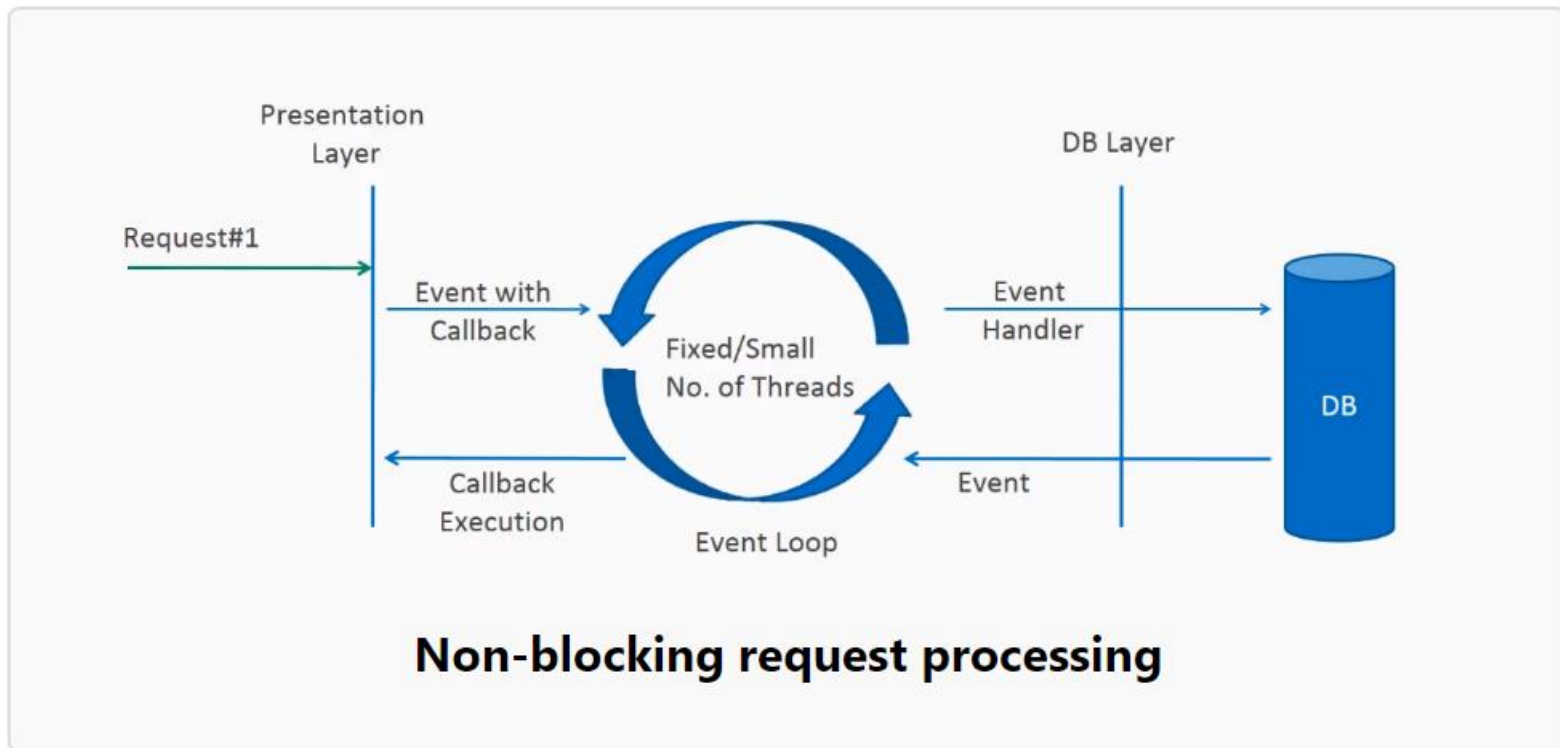 Presentation
Layer
DB Layer
Request#1
Event with
Callback
Event
Handler
Fixed/Small
No. of Threads
DB
Callback
Execution
Event
Event Loop
Non-blocking request processing